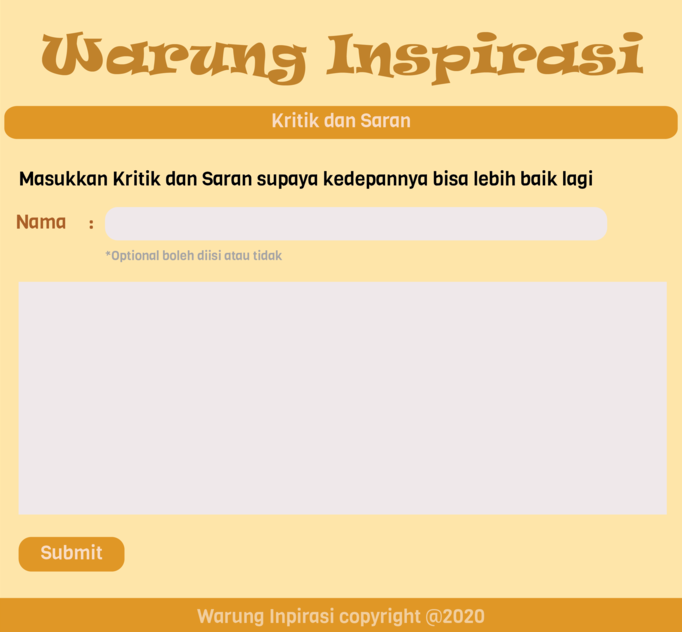 Warung Inspirasi
Kritik dan Saran
Masukkan Kritik dan Saran supaya kedepannya bisa lebih baik lagi
Nama :
*Optional boleh diisi atau tidak
Submit
Warung Inpirasi copyright @2020